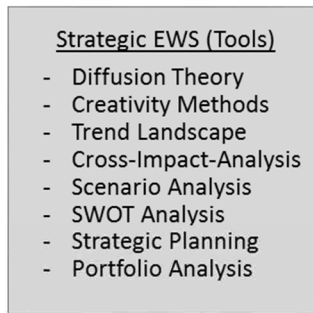 Strategic EWS (Tools)
- Diffusion Theory
- Creativity Methods
- Trend Landscape
- Cross-Impact-Analysis
- Scenario Analysis
- SWOT Analysis
- Strategic Planning
- Portfolio Analysis